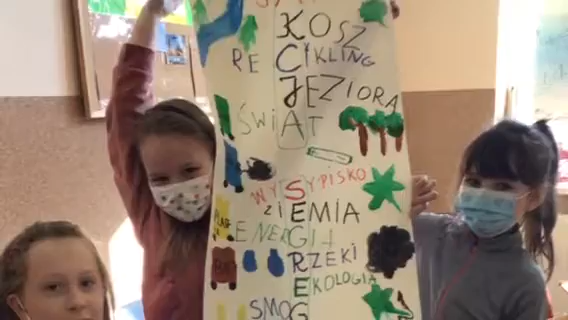 KOSZ
RECIKLING
JEZIORA
ŚWIAT
WYSYPISKO
ZIEMIA
ENERGIA
RZEKI
EKOLOGIA
SMOG